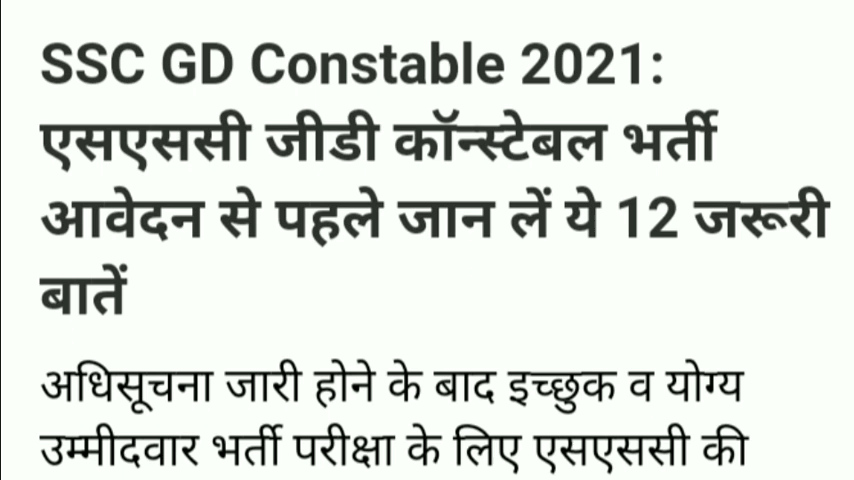 SSC GD Constable 2021:
एसएससी जीडी कॉन्स्टेबल भर्ती
आवेदन से पहले जान लें ये 12 जरूरी
बातें
अधिसूचना जारी होने के बाद इच्छुक व योग्य
उम्मीदवार भर्ती परीक्षा के लिए एसएससी की